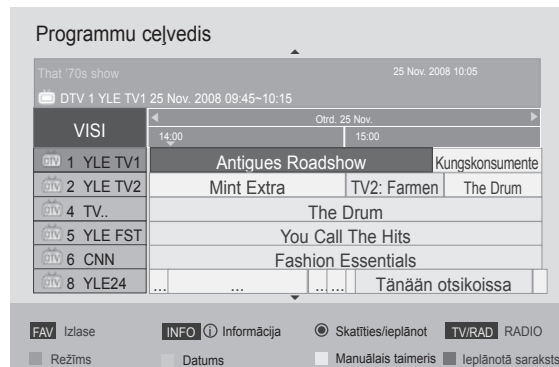 Programmu ceļvedis
That '70s show 25 Nov. 2008 10:05
DTV 1 YLE TV1 25 Nov. 2008 09:45~10:15
VISI
Otrd. 25 Nov.
14:00 15:00
1 YLE TV1 Antigues Roadshow Kungskonsumente
2 YLE TV2 Mint Extra TV2: Farmen The Drum
4 TV.. The Drum
5 YLE FST You Call The Hits
6 CNN Fashion Essentials
8 YLE24 ... ... ... ... Tänään otsikoissa
FAV Izlase INFO ⓘ Informācija Skatīties/ieplānot TV/RAD RADIO
Režīms Datums Manuālais taimeris Ieplānotā saraksts